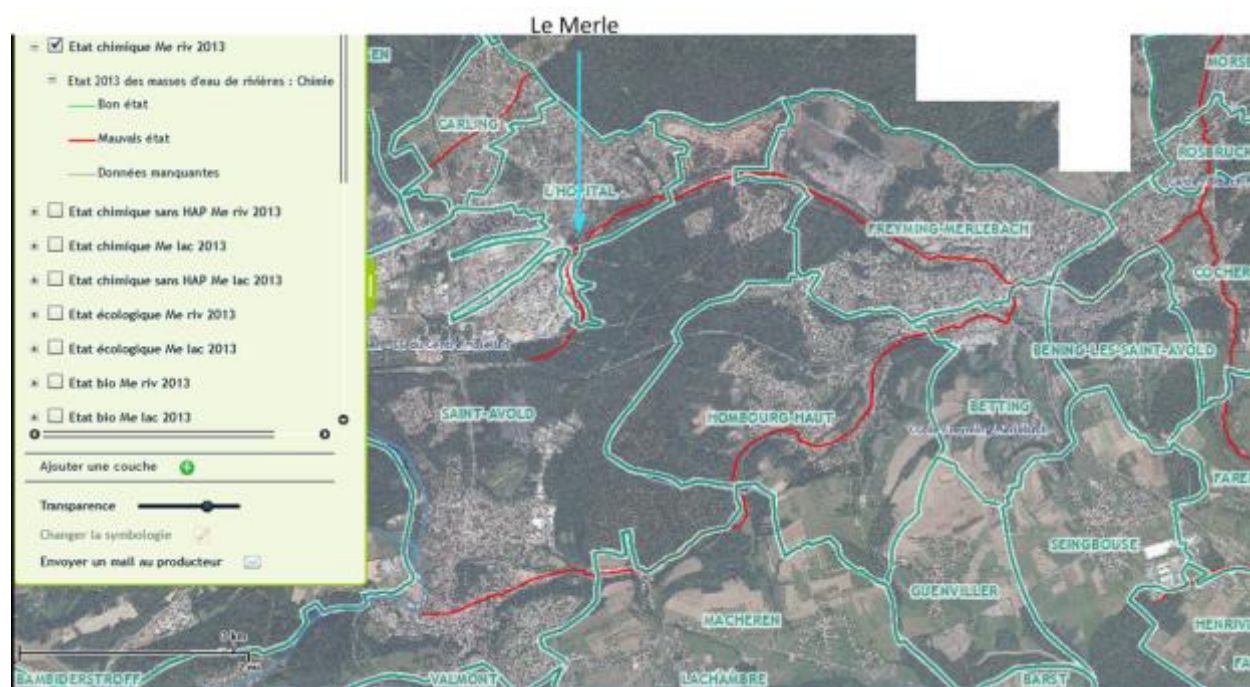 Le Merle
Etat chimique Me riv 2013
Etat 2013 des masses d'eau de rivières : Chimie
Bon état
Mauvais état
Données manquantes
Etat chimique sans HAP Me riv 2013
Etat chimique Me lac 2013
Etat chimique sans HAP Me lac 2013
Etat écologique Me riv 2013
Etat écologique Me lac 2013
Etat bio Me riv 2013
Etat bio Me lac 2013
Ajouter une couche
Transparence
Changer la symbologie
Envoyer un mail au producteur
CARLING
L'HOPITAL
FREYMING-MERLEBACH
ROSBRUCK
COCHER
BENING-LES-SAINT-AVOLD
SAINT-AVOLD
HOMBOURG-HAUT
BETTING
FARE
SEINGBOUSE
GUENVILLER
MACHEREN
HENRIV
BAMBIDERSTROFF
VALMONT
LACHAMBRE
BARST